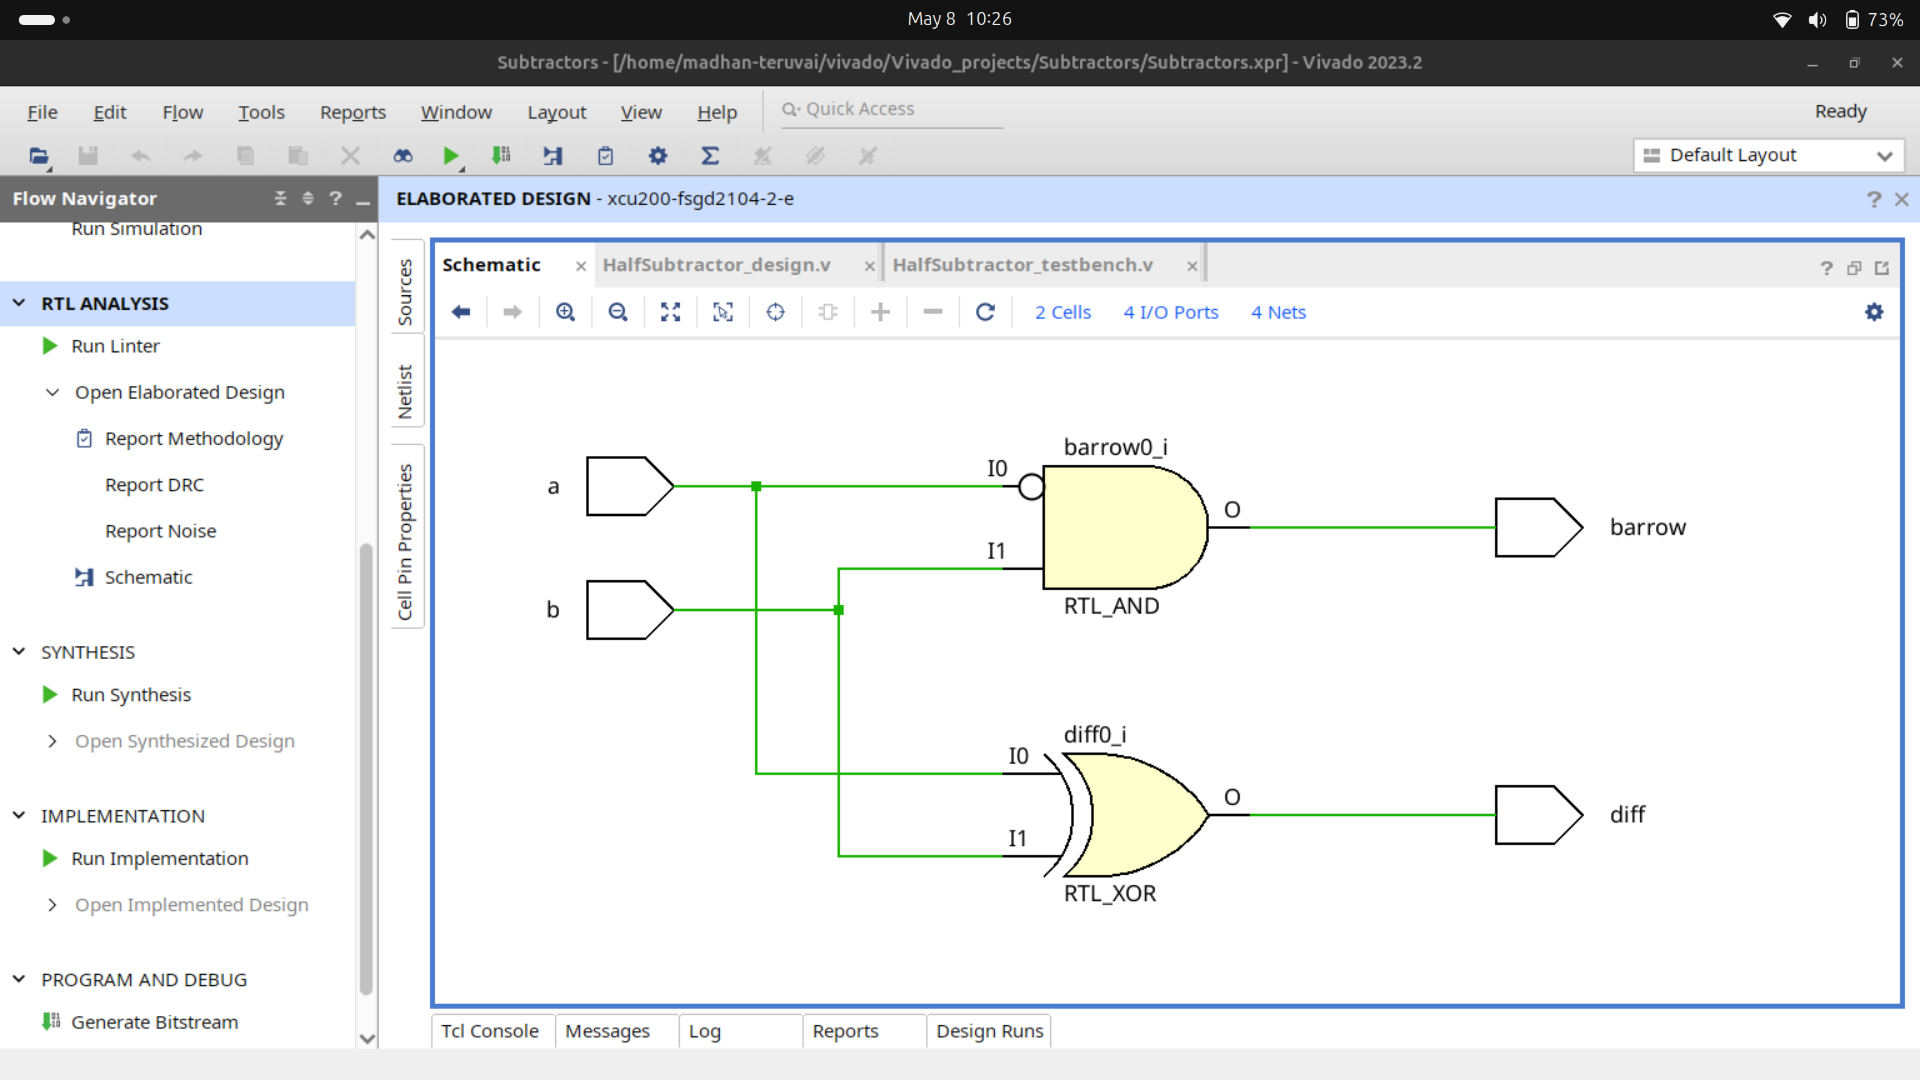 May 8 10:26
73%
Subtractors - [/home/madhan-teruvai/vivado/Vivado_projects/Subtractors/Subtractors.xpr] - Vivado 2023.2
File Edit Flow Tools Reports Window Layout View Help Quick Access Ready
Default Layout
Flow Navigator
ELABORATED DESIGN - xcu200-fsgd2104-2-e
Run Simulation
RTL ANALYSIS
Run Linter
Open Elaborated Design
Report Methodology
Report DRC
Report Noise
Schematic
SYNTHESIS
Run Synthesis
Open Synthesized Design
IMPLEMENTATION
Run Implementation
Open Implemented Design
PROGRAM AND DEBUG
Generate Bitstream
Sources
Netlist
Cell Pin Properties
Schematic HalfSubtractor_design.v HalfSubtractor_testbench.v
2 Cells 4 I/O Ports 4 Nets
barrow0_i
a I0
O
I1 barrow
b
RTL_AND
diff0_i
I0
O
diff
I1
RTL_XOR
Tcl Console Messages Log Reports Design Runs